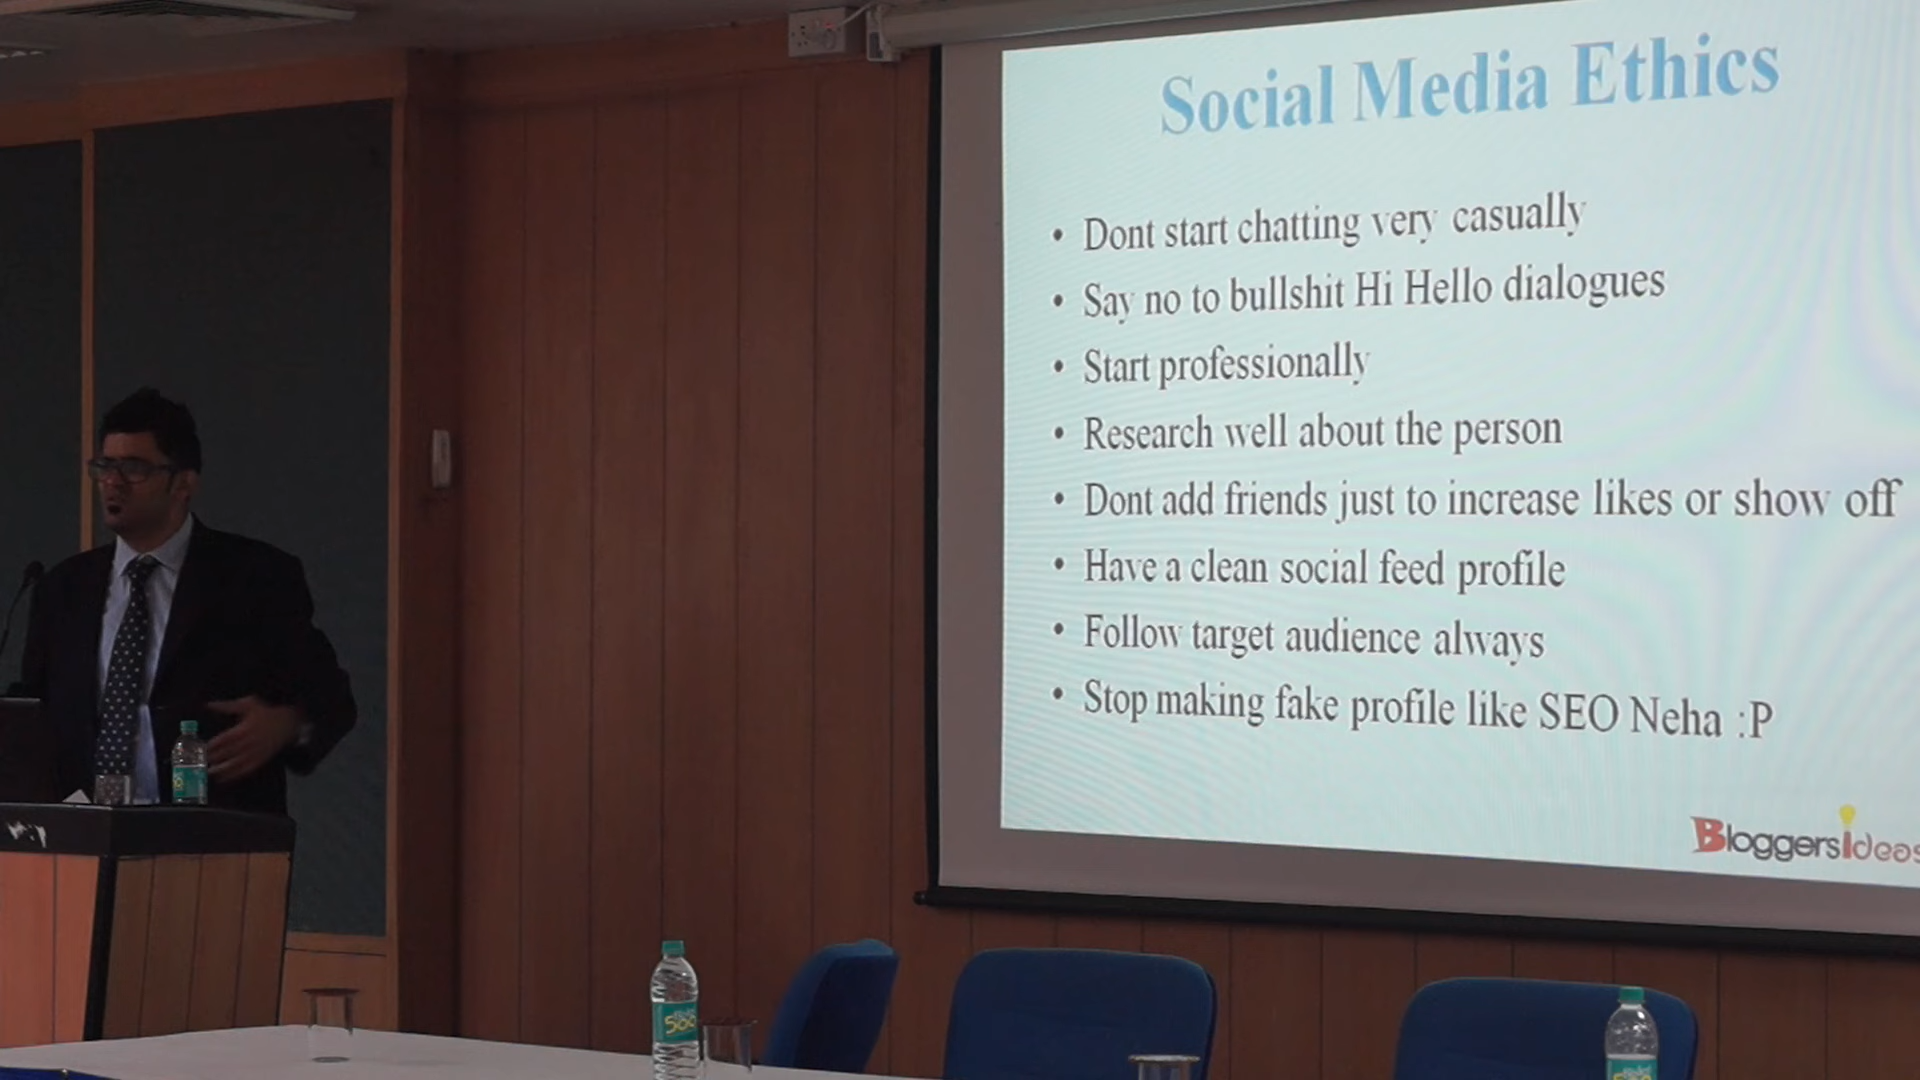 Social Media Ethics
• Dont start chatting very casually
• Say no to bullshit Hi Hello dialogues
• Start professionally
• Research well about the person
• Dont add friends just to increase likes or show off
• Have a clean social feed profile
• Follow target audience always
• Stop making fake profile like SEO Neha :P
BloggersIdeas
500